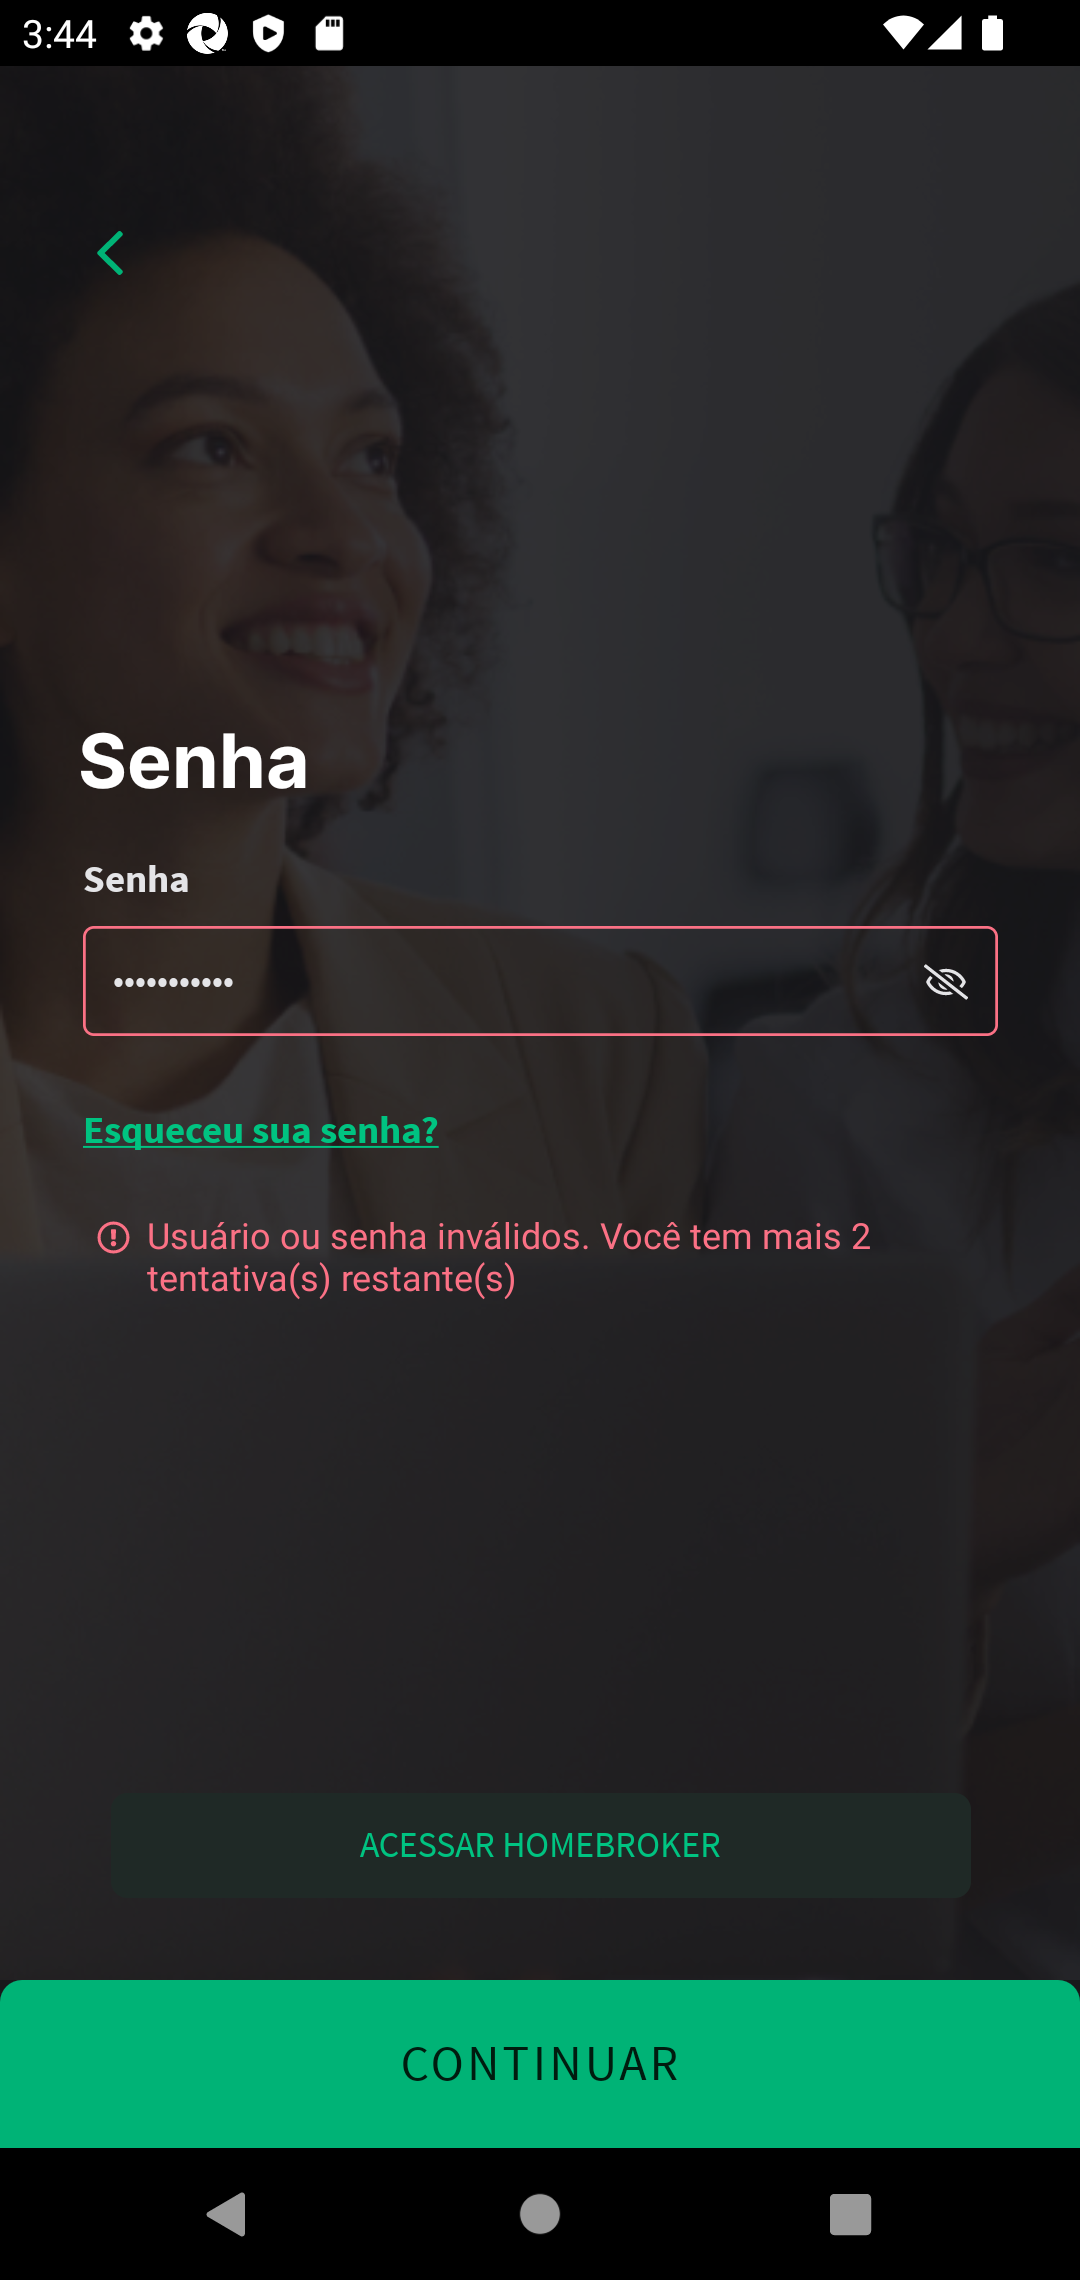 3:44
Senha
Senha
•••••••••••
Esqueceu sua senha?
Usuário ou senha inválidos. Você tem mais 2
tentativa(s) restante(s)
ACESSAR HOMEBROKER
CONTINUAR